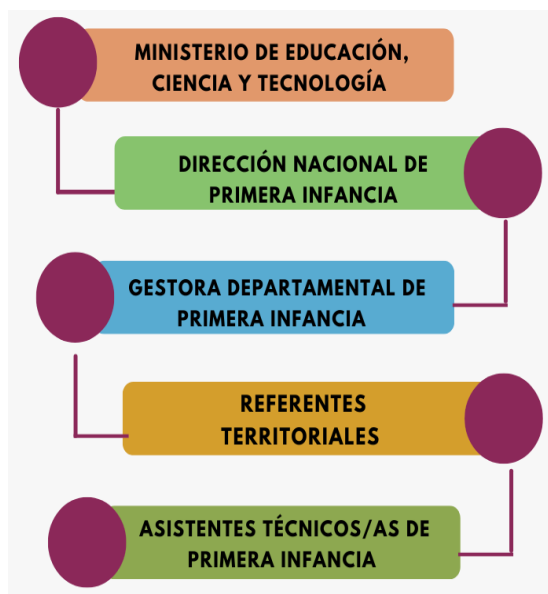 MINISTERIO DE EDUCACIÓN,
CIENCIA Y TECNOLOGÍA
DIRECCIÓN NACIONAL DE
PRIMERA INFANCIA
GESTORA DEPARTAMENTAL DE
PRIMERA INFANCIA
REFERENTES
TERRITORIALES
ASISTENTES TÉCNICOS/AS DE
PRIMERA INFANCIA